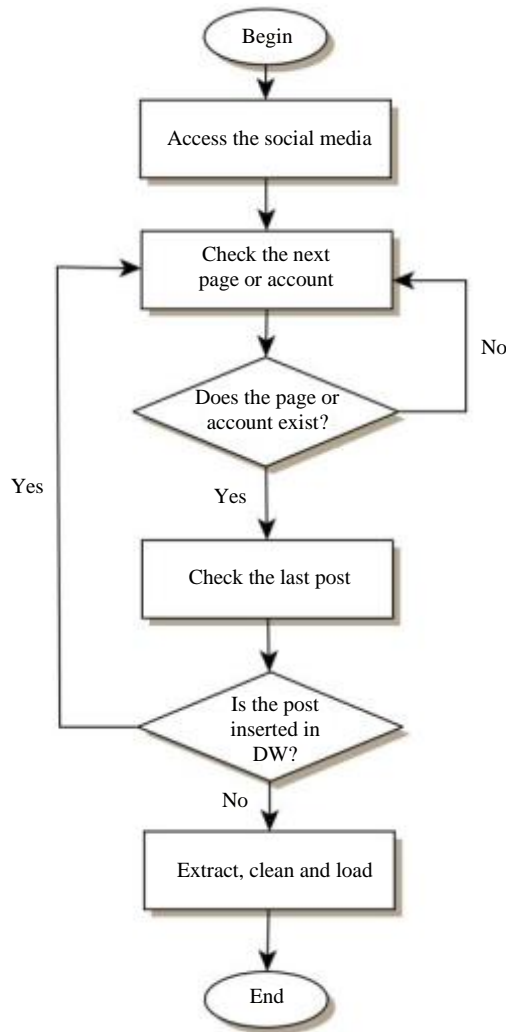 Begin
Access the social media
Check the next
page or account
No
Does the page or
account exist?
Yes
Yes
Check the last post
Is the post
inserted in
DW?
No
Extract, clean and load
End